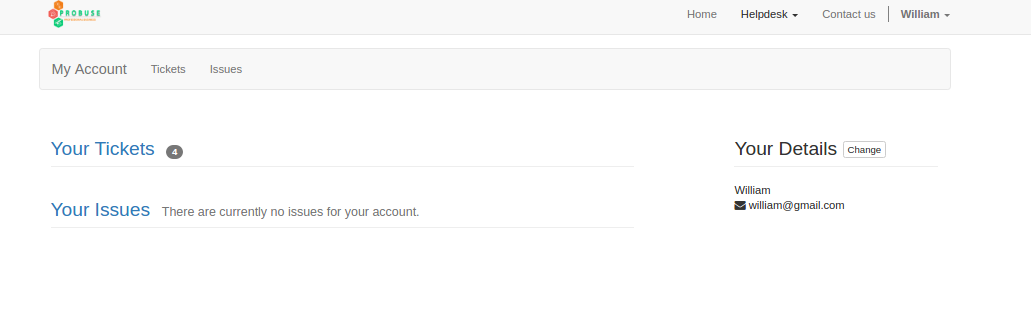 PROBUSE
Home Helpdesk Contact us William
My Account Tickets Issues
Your Tickets 4
Your Issues There are currently no issues for your account.
Your Details Change
William
william@gmail.com